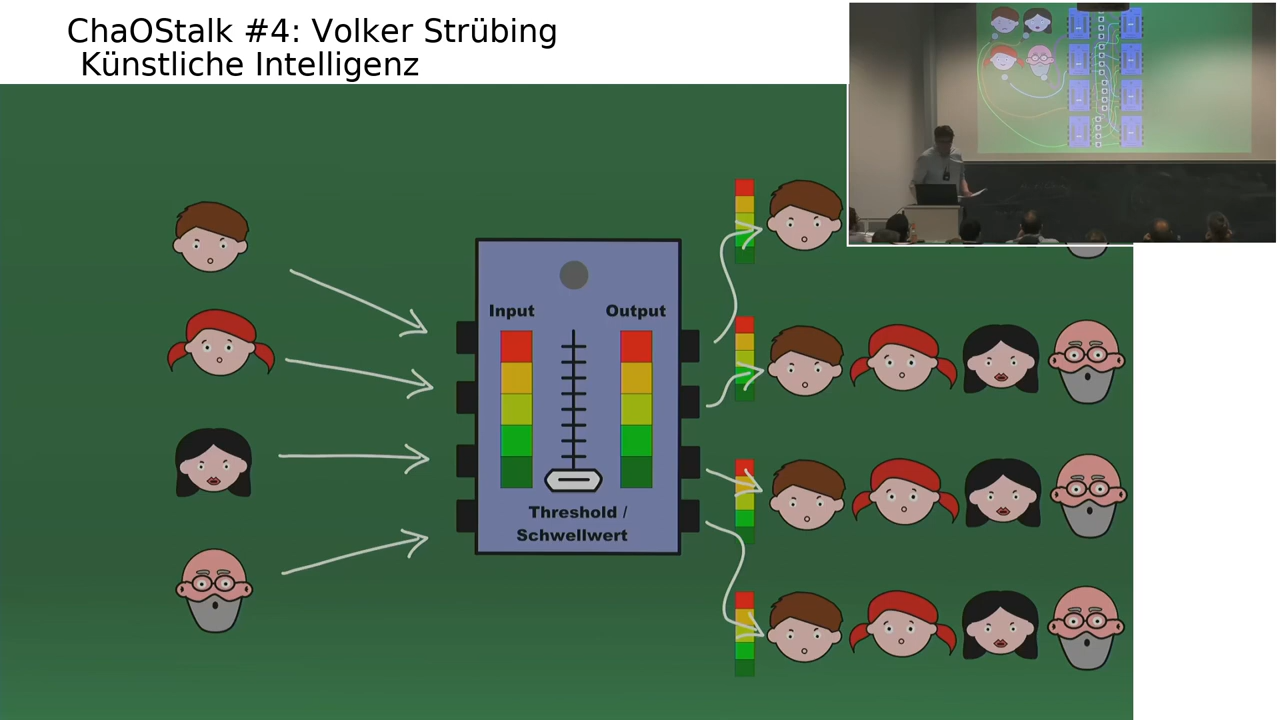 ChaOStalk #4: Volker Strübing
Künstliche Intelligenz
Input
Output
Threshold /
Schwellwert